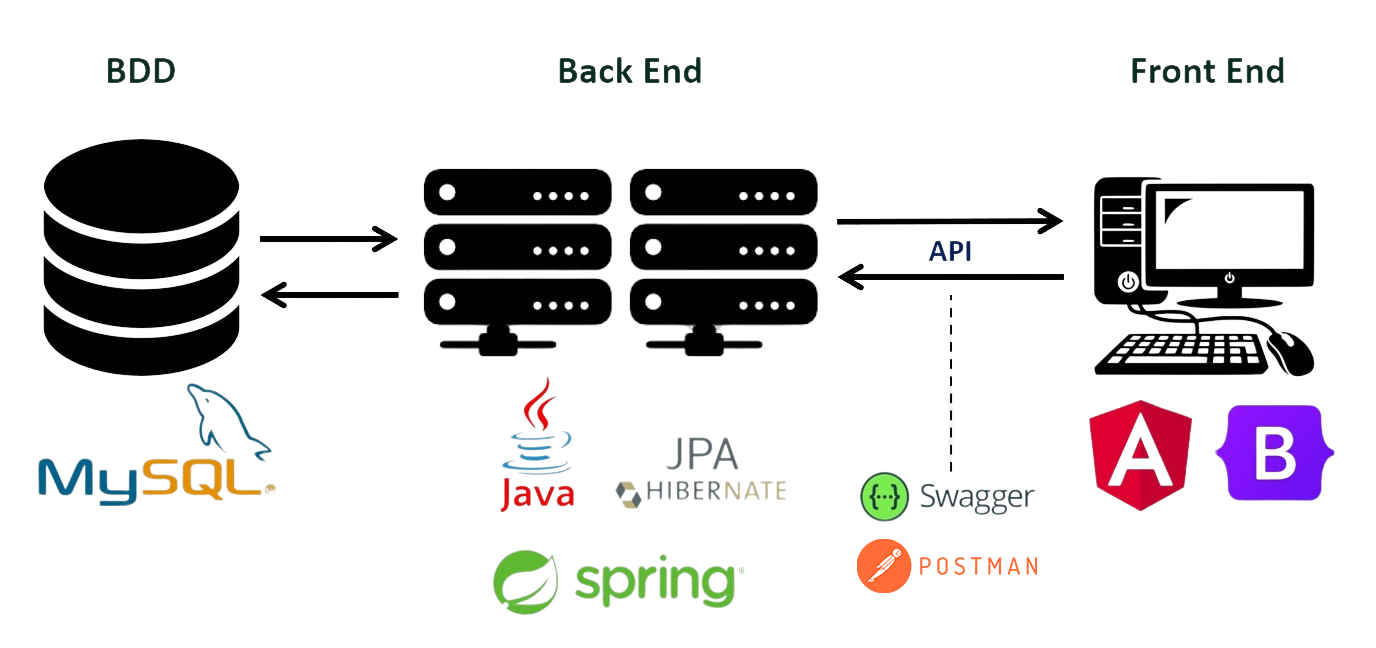 BDD
Back End
Front End
API
MySQL
Java
JPA
HIBERNATE
Swagger
POSTMAN
spring
A
B